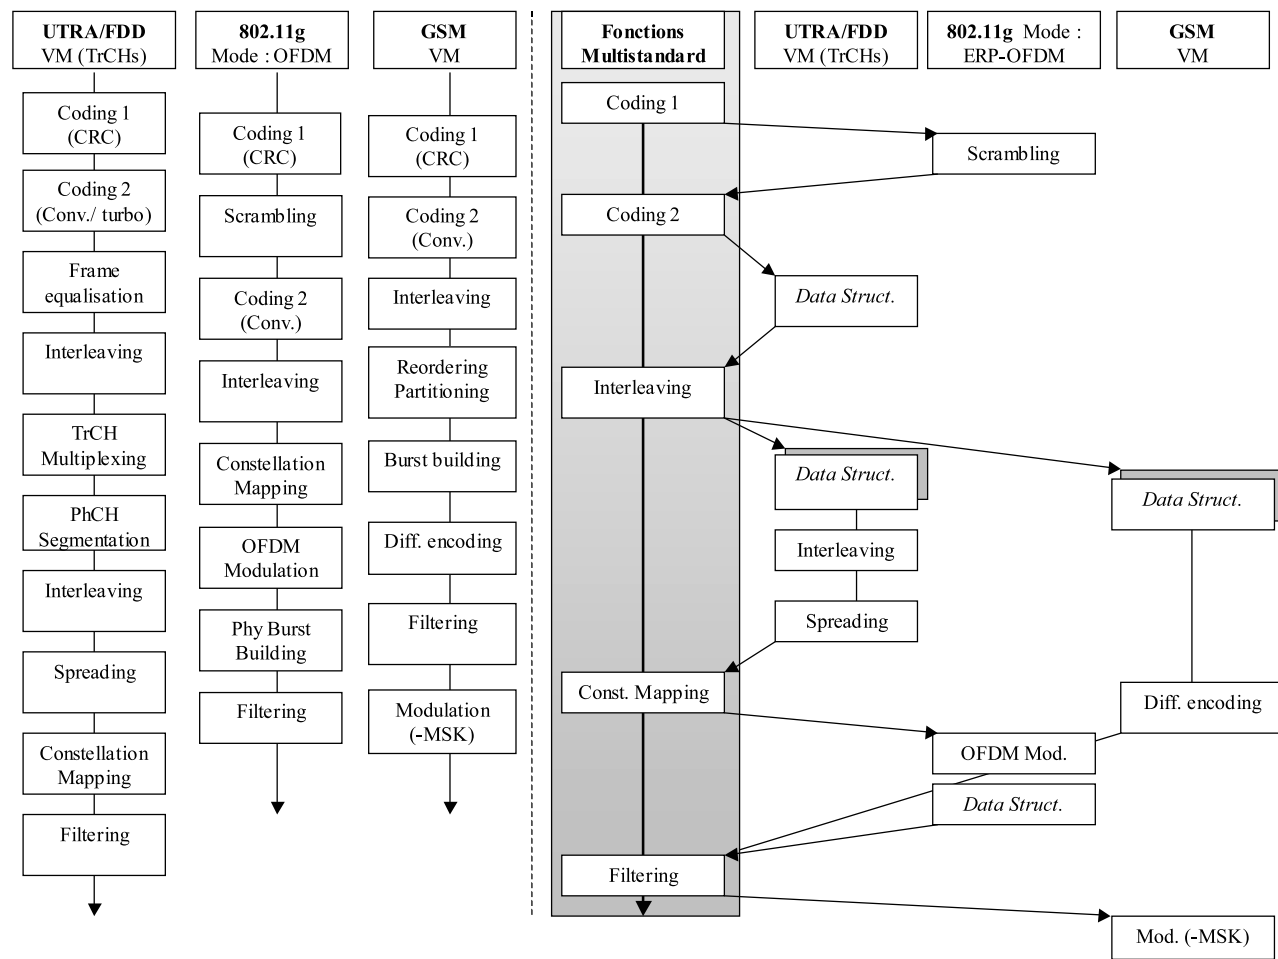 UTRA/FDD
VM (TrCHs)
Coding 1
(CRC)
Coding 2
(Conv./ turbo)
Frame
equalisation
Interleaving
TrCH
Multiplexing
PhCH
Segmentation
Interleaving
Spreading
Constellation
Mapping
Filtering
802.11g
Mode : OFDM
Coding 1
(CRC)
Scrambling
Coding 2
(Conv.)
Interleaving
Constellation
Mapping
OFDM
Modulation
Phy Burst
Building
Filtering
GSM
VM
Coding 1
(CRC)
Coding 2
(Conv.)
Interleaving
Reordering
Partitioning
Burst building
Diff. encoding
Filtering
Modulation
(-MSK)
Fonctions
Multistandard
Coding 1
Coding 2
Interleaving
Const. Mapping
Filtering
UTRA/FDD
VM (TrCHs)
Data Struct.
Data Struct.
Interleaving
Spreading
802.11g Mode :
ERP-OFDM
Scrambling
OFDM Mod.
Data Struct.
GSM
VM
Data Struct.
Diff. encoding
Mod. (-MSK)